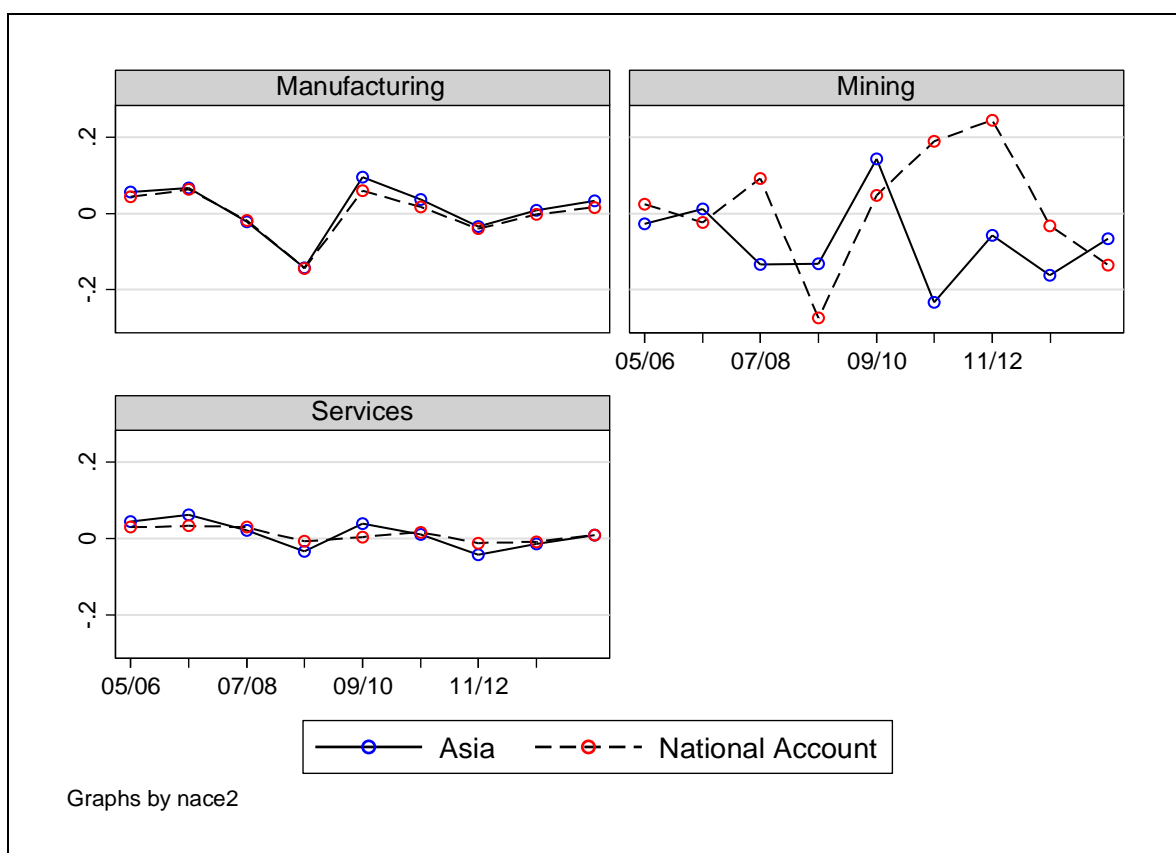 Manufacturing
Mining
.2
0
-.2
05/06 07/08 09/10 11/12
Services
.2
0
-.2
05/06 07/08 09/10 11/12
Asia National Account
Graphs by nace2